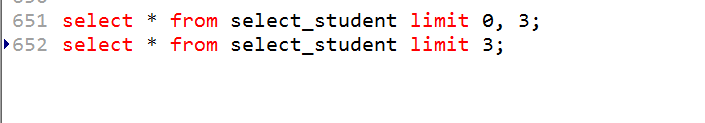 651 select * from select_student limit 0, 3;
652 select * from select_student limit 3;